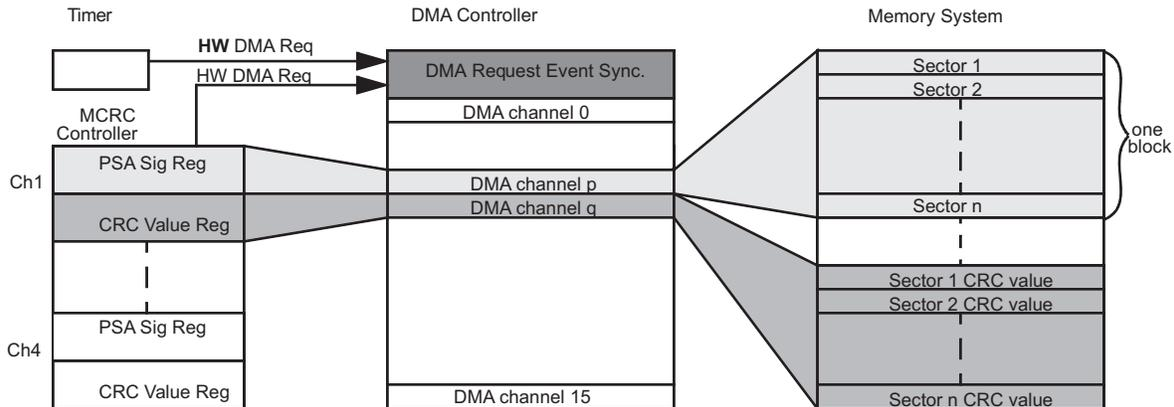 Timer
DMA Controller
Memory System
HW DMA Req
HW DMA Req
DMA Request Event Sync.
DMA channel 0
MCRC
Controller
Ch1
PSA Sig Reg
CRC Value Reg
DMA channel p
DMA channel q
Sector 1
Sector 2
Sector n
one
block
Sector 1 CRC value
Sector 2 CRC value
Sector n CRC value
Ch4
PSA Sig Reg
CRC Value Reg
DMA channel 15